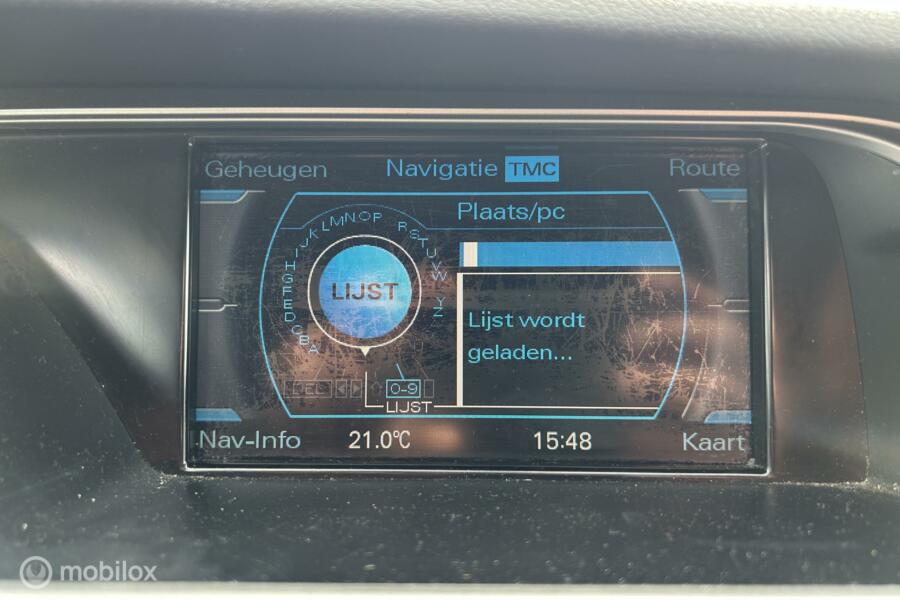 Geheugen Navigatie TMC Route
Plaats/pc
A B C D E F G H I J K L M N O P R S T U V W Y Z
LIJST
Lijst wordt
geladen...
DEL 0-9
LIJST
Nav-Info 21.0°C 15:48 Kaart
mobilox